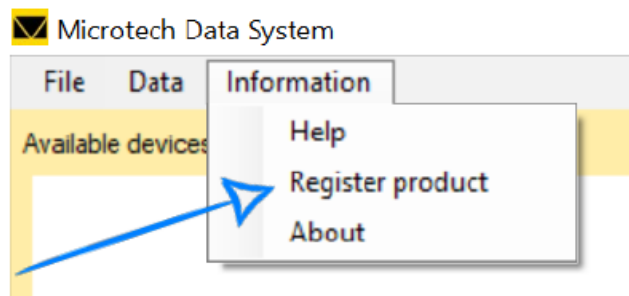 Microtech Data System
File Data Information
Available devices
Help
Register product
About